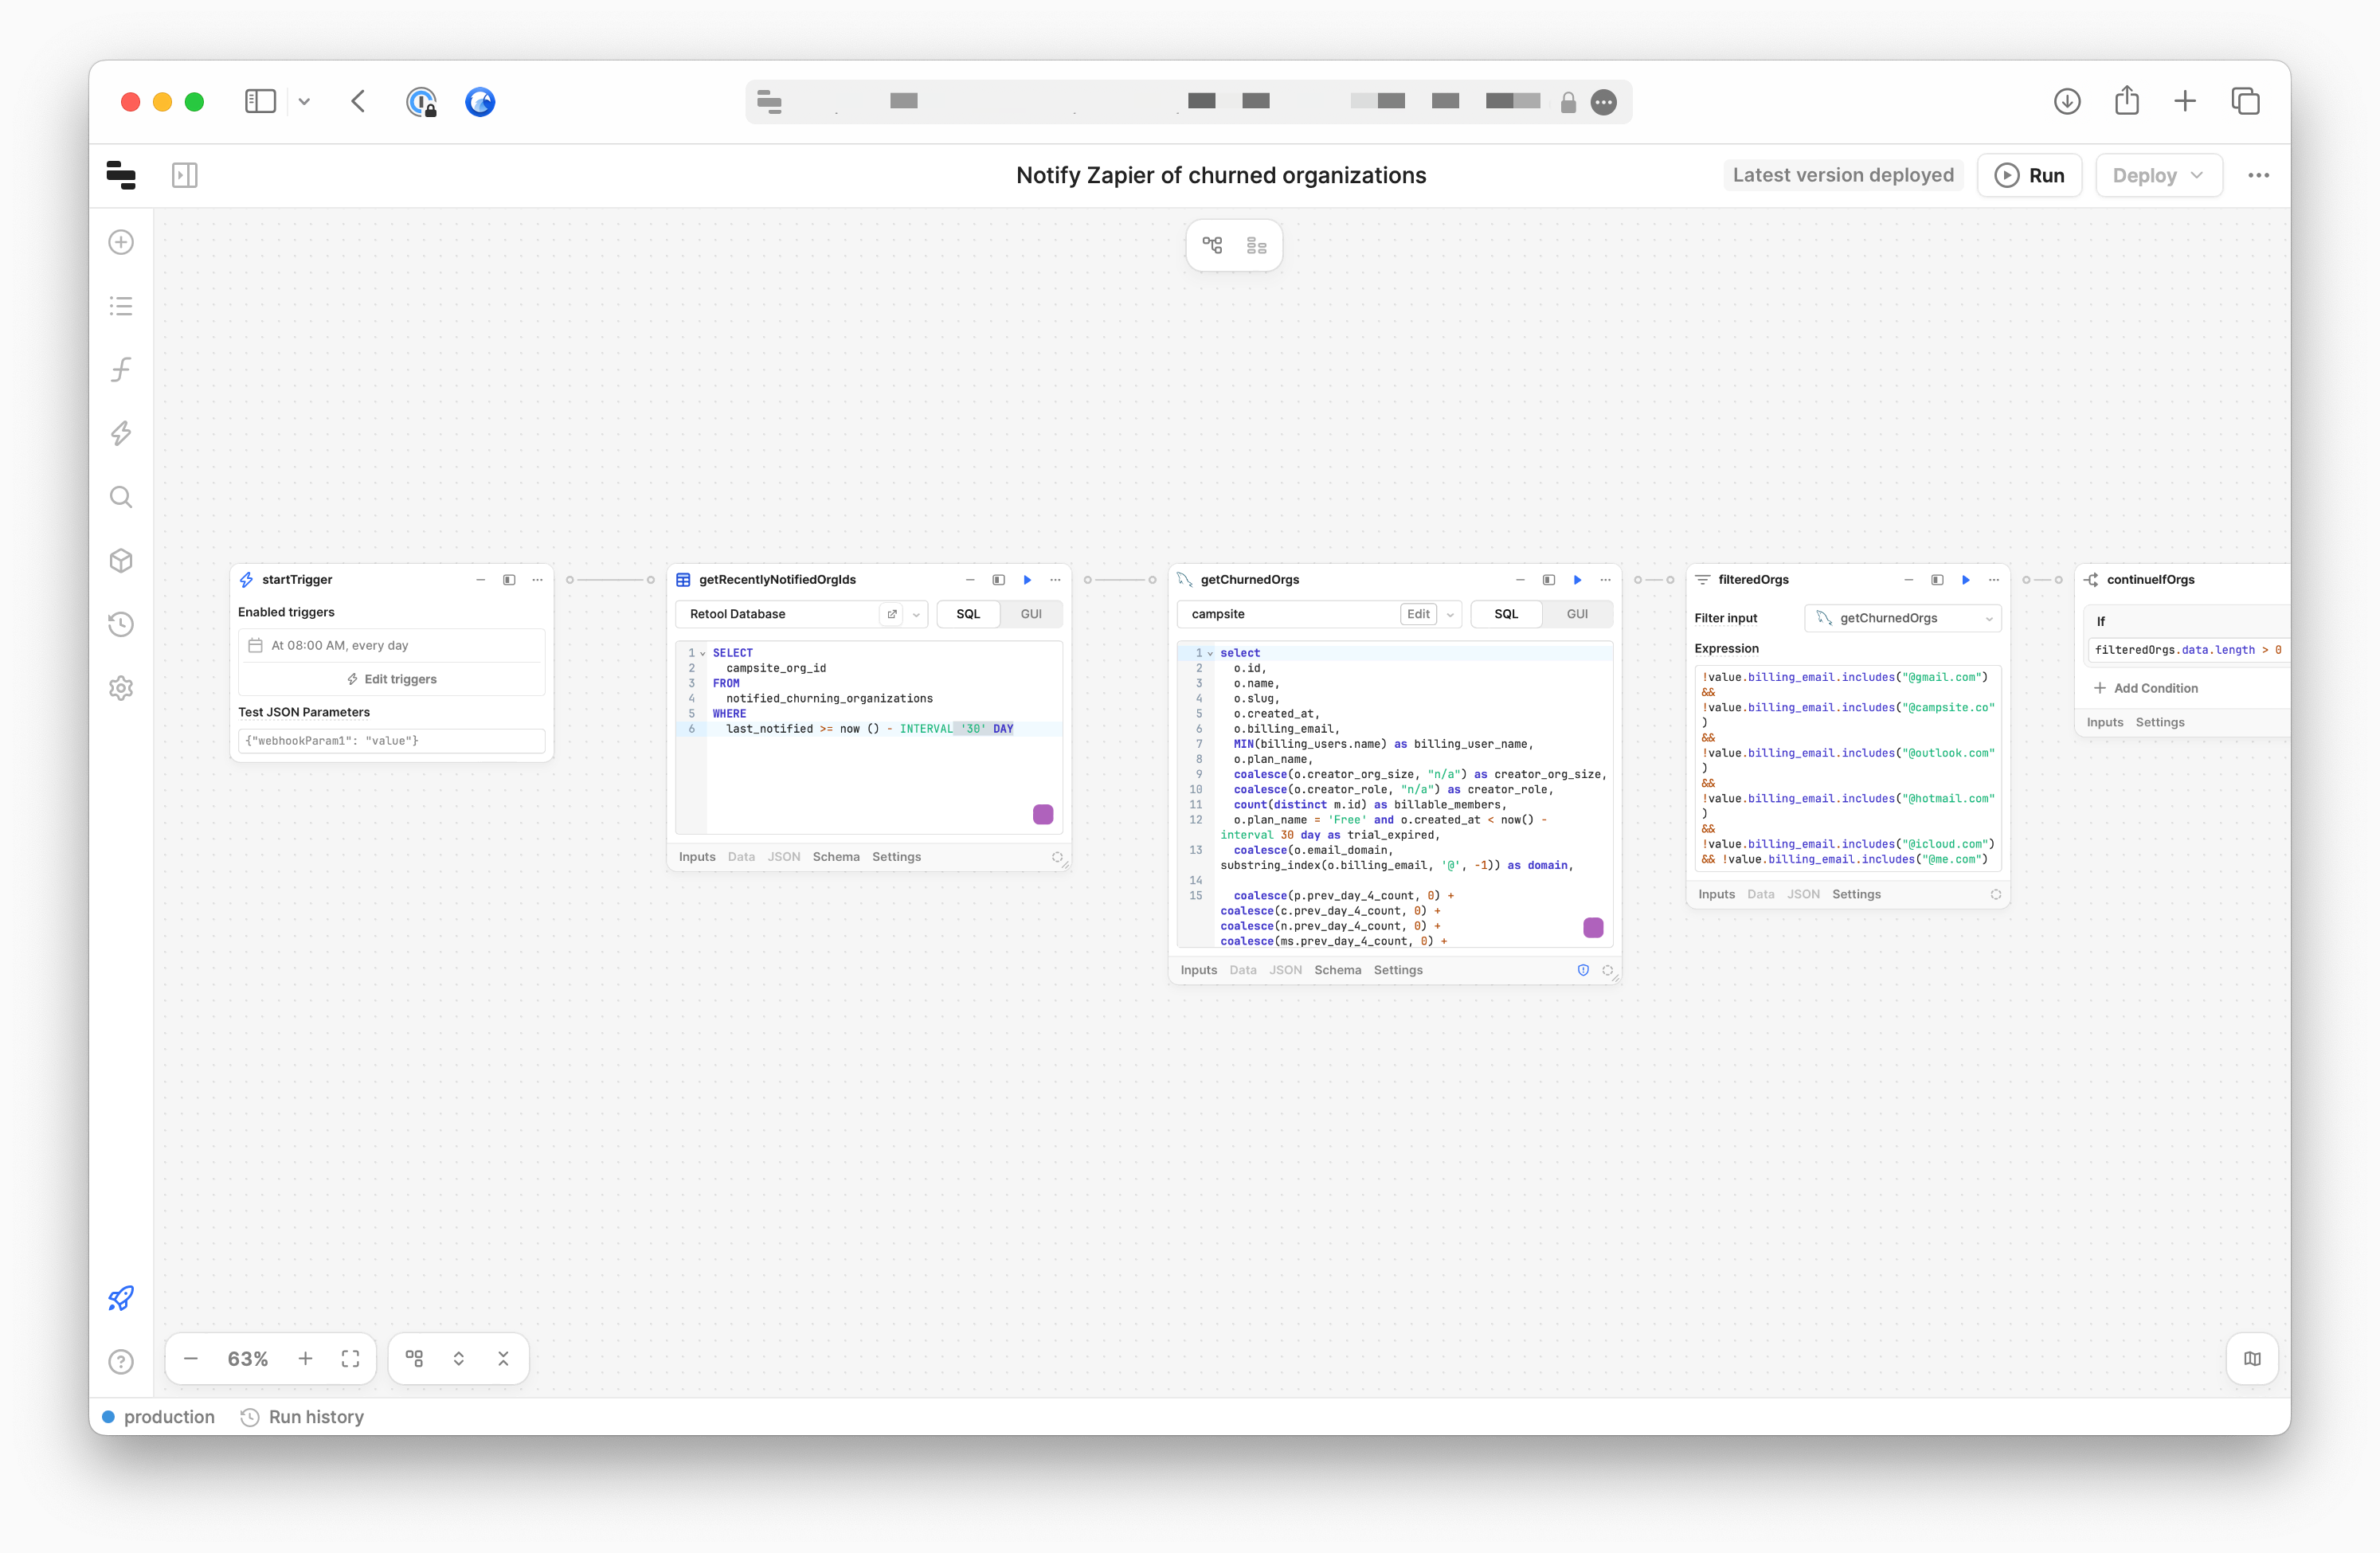 Notify Zapier of churned organizations
Latest version deployed
Run
Deploy
startTrigger
Enabled triggers
At 08:00 AM, every day
Edit triggers
Test JSON Parameters
{"webhookParam1": "value"}
getRecentlyNotifiedOrgIds
Retool Database
SQL
GUI
1 SELECT
2 campsite_org_id
3 FROM
4 notified_churning_organizations
5 WHERE
6 last_notified >= now () - INTERVAL '30' DAY
Inputs Data JSON Schema Settings
getChurnedOrgs
campsite
Edit
SQL
GUI
1 select
2 o.id,
3 o.name,
4 o.slug,
5 o.created_at,
6 o.billing_email,
7 MIN(billing_users.name) as billing_user_name,
8 o.plan_name,
9 coalesce(o.creator_org_size, "n/a") as creator_org_size,
10 coalesce(o.creator_role, "n/a") as creator_role,
11 count(distinct m.id) as billable_members,
12 o.plan_name = 'Free' and o.created_at < now() -
interval 30 day as trial_expired,
13 coalesce(o.email_domain,
substring_index(o.billing_email, '@', -1)) as domain,
14
15 coalesce(p.prev_day_4_count, 0) +
coalesce(c.prev_day_4_count, 0) +
coalesce(n.prev_day_4_count, 0) +
coalesce(ms.prev_day_4_count, 0) +
Inputs Data JSON Schema Settings
filteredOrgs
Filter input
getChurnedOrgs
Expression
!value.billing_email.includes("@gmail.com")
&&
!value.billing_email.includes("@campsite.co"
)
&&
!value.billing_email.includes("@outlook.com"
)
&&
!value.billing_email.includes("@hotmail.com"
)
&&
!value.billing_email.includes("@icloud.com")
&& !value.billing_email.includes("@me.com")
Inputs Data JSON Settings
continueIfOrgs
If
filteredOrgs.data.length > 0
Add Condition
Inputs Settings
63%
production
Run history